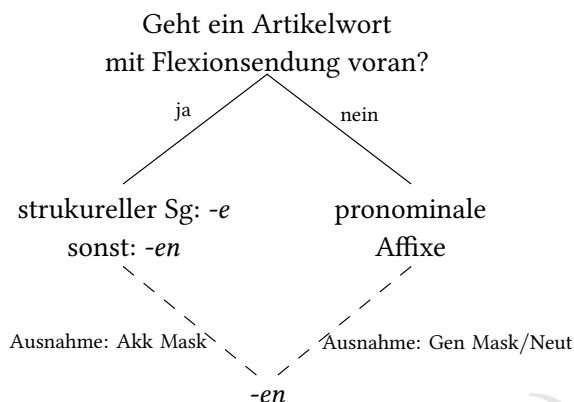 Geht ein Artikelwort
mit Flexionsendung voran?
ja
nein
strukureller Sg: -e
sonst: -en
pronominale
Affixe
Ausnahme: Akk Mask
Ausnahme: Gen Mask/Neut
-en